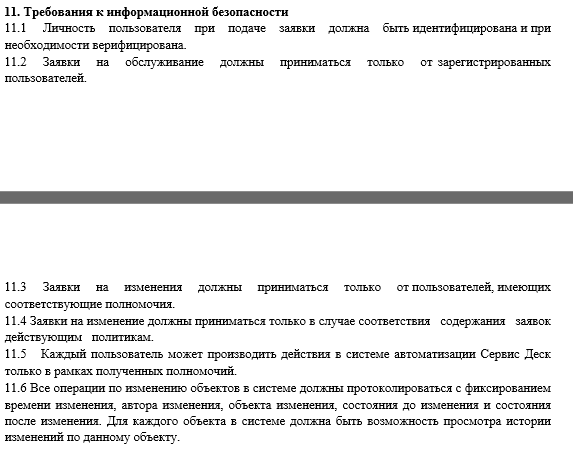 11. Требования к информационной безопасности
11.1 Личность пользователя при подаче заявки должна быть идентифицирована и при
необходимости верифицирована.
11.2 Заявки на обслуживание должны приниматься только от зарегистрированных
пользователей.
11.3 Заявки на изменения должны приниматься только от пользователей, имеющих
соответствующие полномочия.
11.4 Заявки на изменение должны приниматься только в случае соответствия содержания заявок
действующим политикам.
11.5 Каждый пользователь может производить действия в системе автоматизации Сервис Деск
только в рамках полученных полномочий.
11.6 Все операции по изменению объектов в системе должны протоколироваться с фиксированием
времени изменения, автора изменения, объекта изменения, состояния до изменения и состояния
после изменения. Для каждого объекта в системе должна быть возможность просмотра истории
изменений по данному объекту.